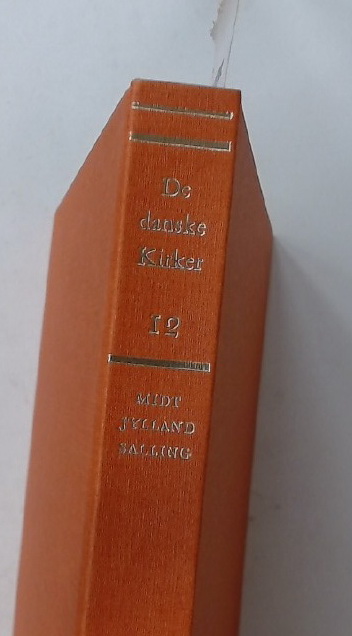 De
danske
Kirker
12
MIDT
JYLLAND
SALLING